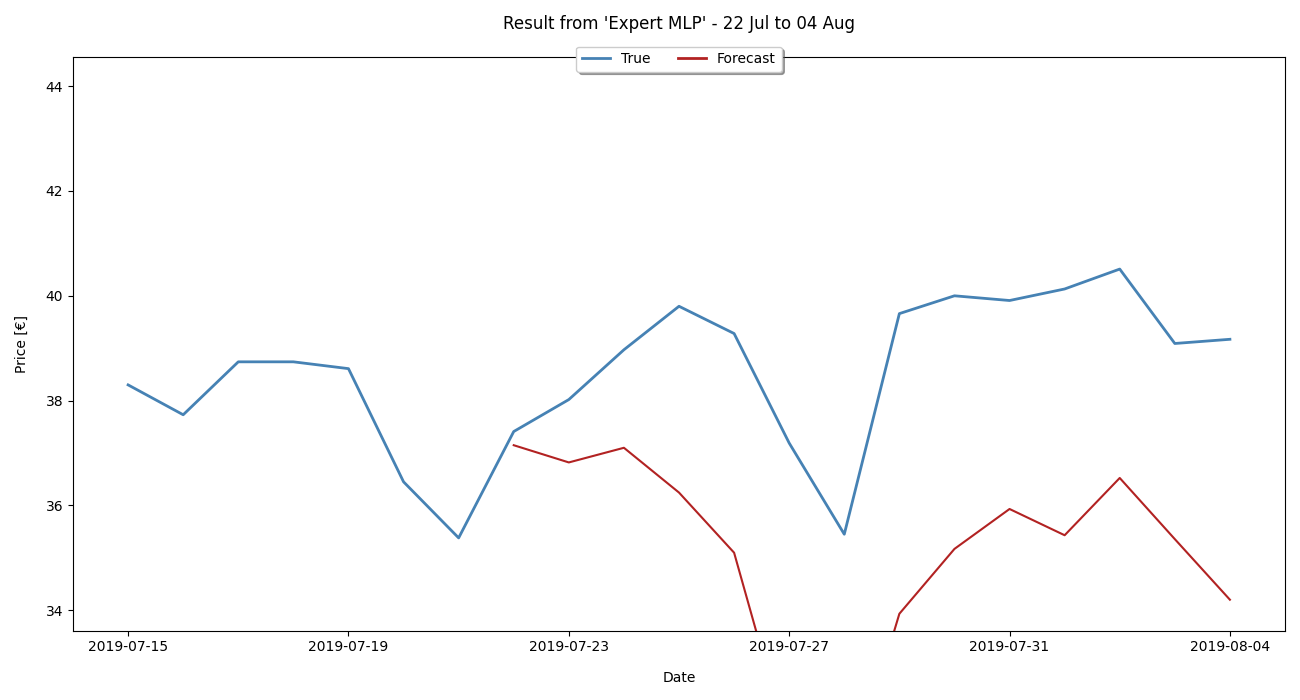 Result from 'Expert MLP' - 22 Jul to 04 Aug
True Forecast
44
42
40
38
36
34
Price [€]
2019-07-15 2019-07-19 2019-07-23 2019-07-27 2019-07-31 2019-08-04
Date